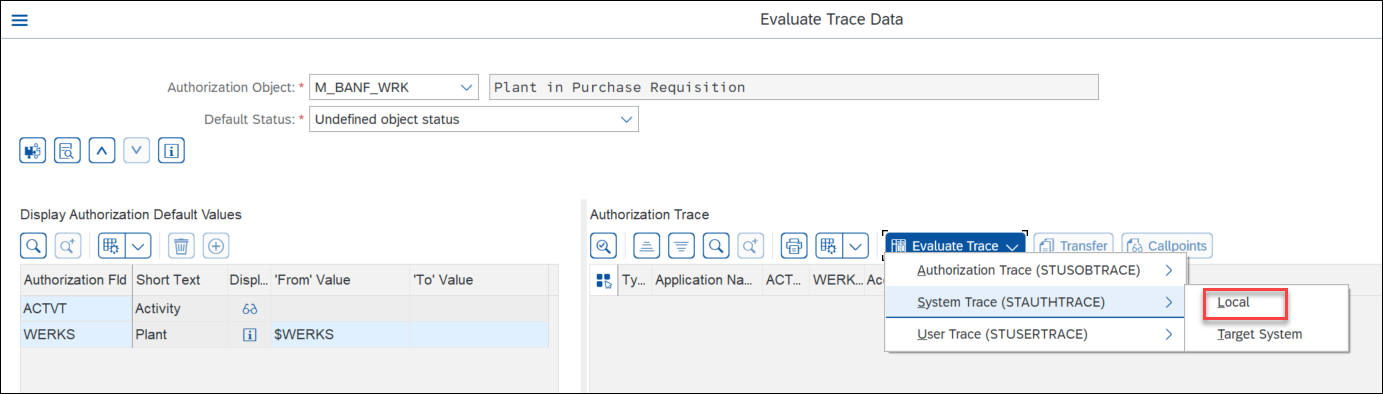 Evaluate Trace Data
Authorization Object: * M_BANF_WRK Plant in Purchase Requisition
Default Status: * Undefined object status
Display Authorization Default Values
Authorization Fld Short Text Displ... 'From' Value 'To' Value
ACTVT Activity
WERKS Plant $WERKS
Authorization Trace
Evaluate Trace Transfer Callpoints
Ty... Application Na... ACT... WERK...
Authorization Trace (STUSOBTRACE)
System Trace (STAUTHTRACE)
User Trace (STUSERTRACE)
Local
Target System